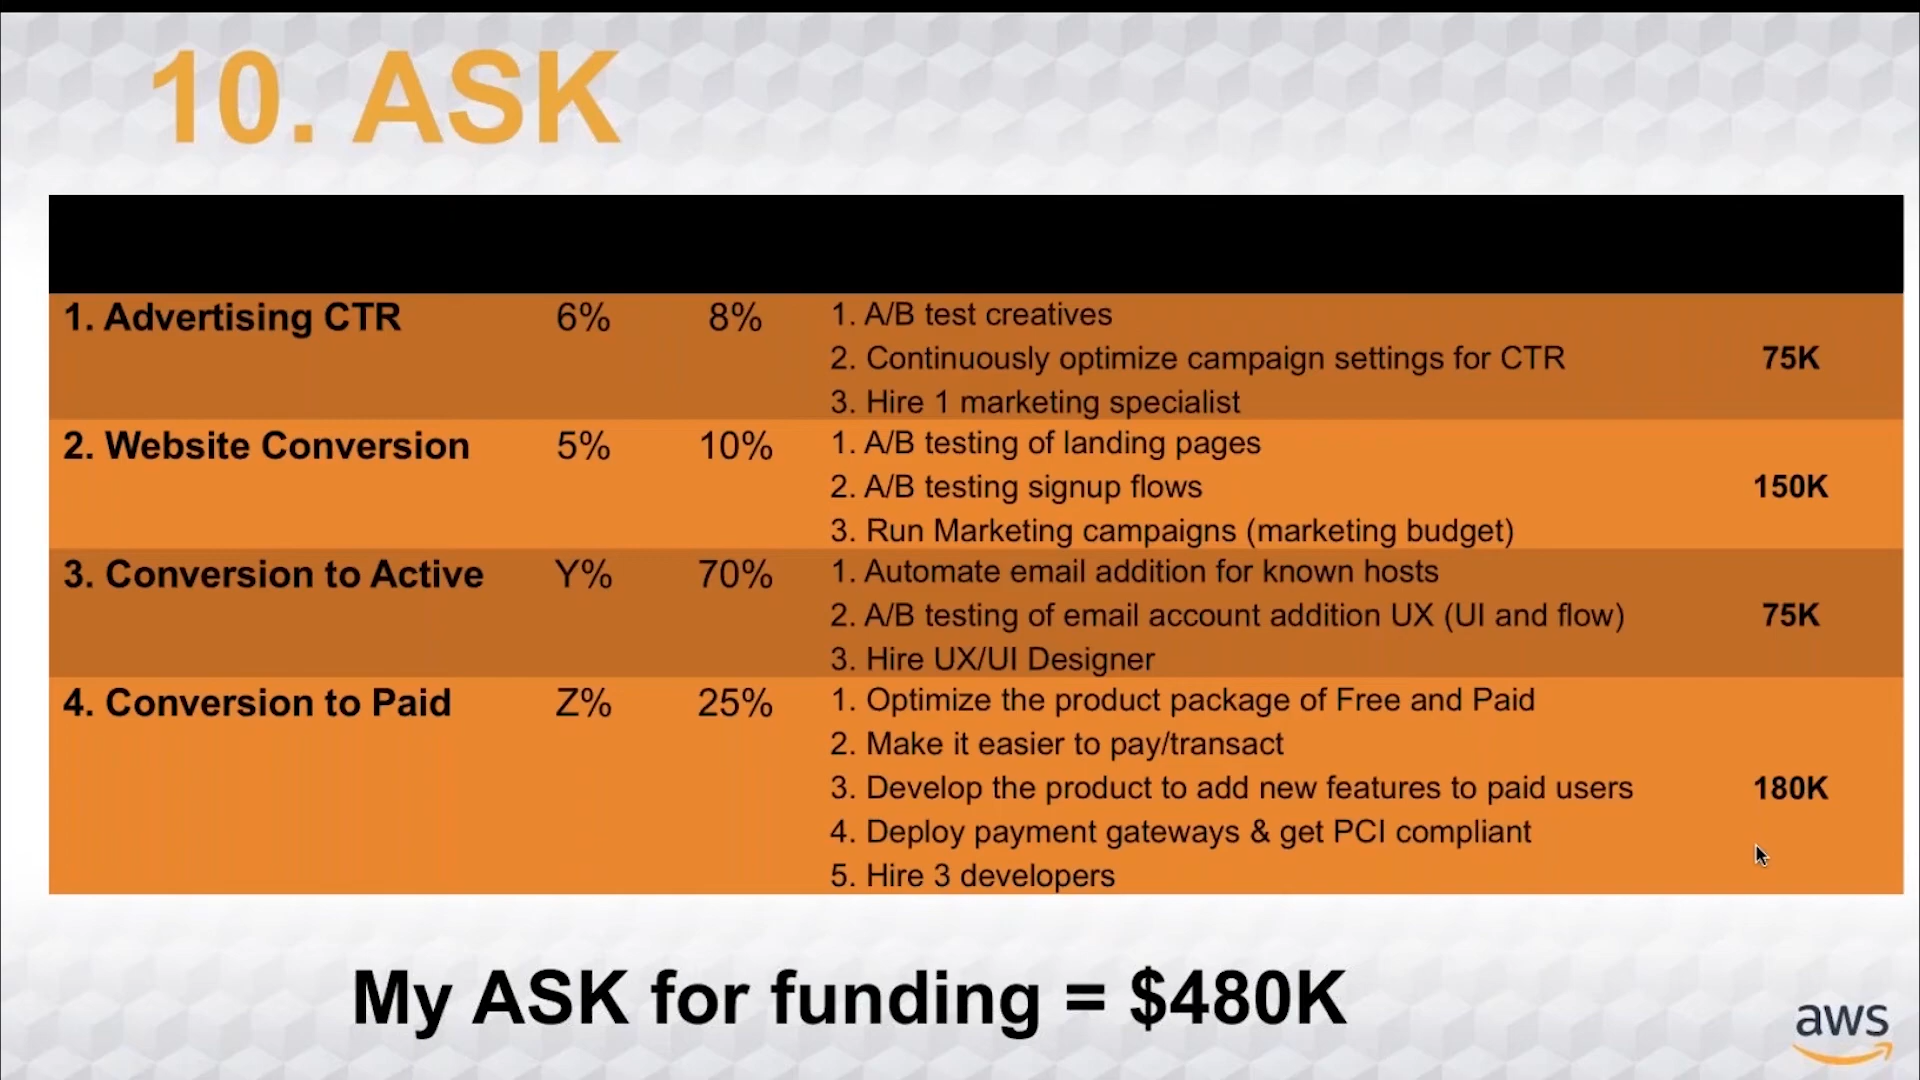 10. ASK
1. Advertising CTR 6% 8% 1. A/B test creatives
2. Continuously optimize campaign settings for CTR 75K
3. Hire 1 marketing specialist
2. Website Conversion 5% 10% 1. A/B testing of landing pages
2. A/B testing signup flows 150K
3. Run Marketing campaigns (marketing budget)
3. Conversion to Active Y% 70% 1. Automate email addition for known hosts
2. A/B testing of email account addition UX (UI and flow) 75K
3. Hire UX/UI Designer
4. Conversion to Paid Z% 25% 1. Optimize the product package of Free and Paid
2. Make it easier to pay/transact
3. Develop the product to add new features to paid users 180K
4. Deploy payment gateways & get PCI compliant
5. Hire 3 developers
My ASK for funding = $480K
aws